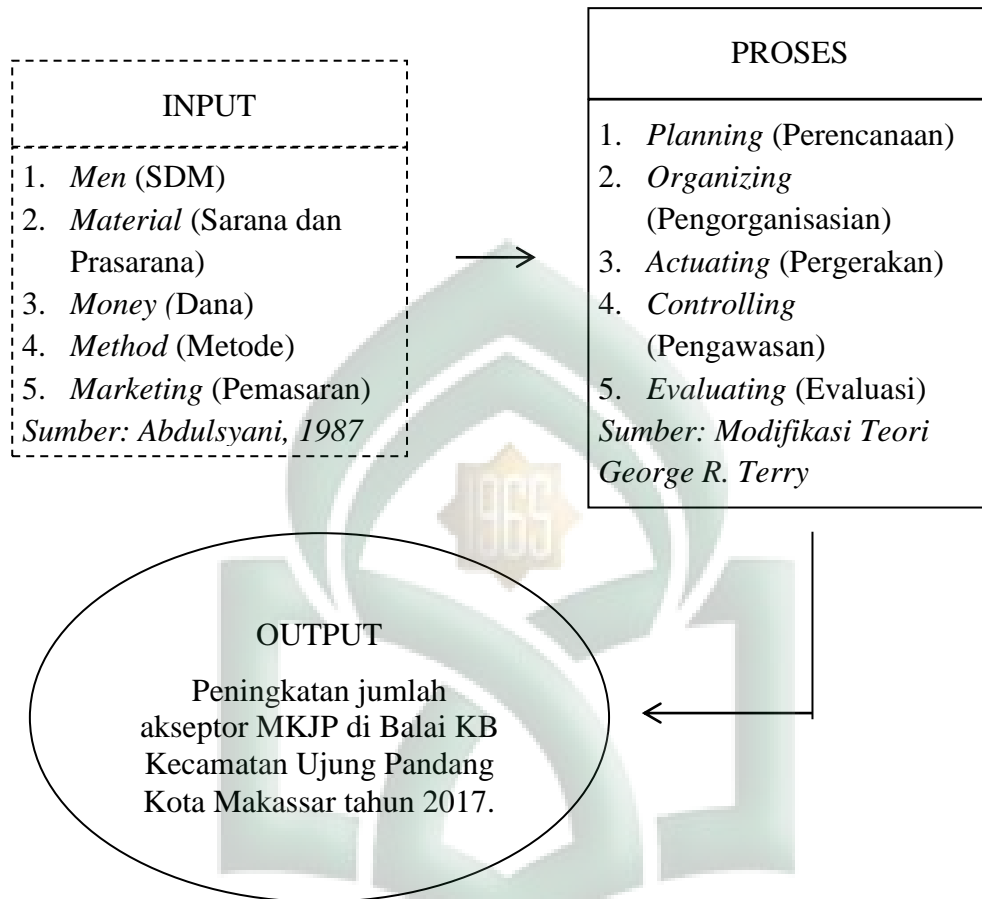 INPUT
1. Men (SDM)
2. Material (Sarana dan
Prasarana)
3. Money (Dana)
4. Method (Metode)
5. Marketing (Pemasaran)
Sumber: Abdulsyani, 1987
PROSES
1. Planning (Perencanaan)
2. Organizing
(Pengorganisasian)
3. Actuating (Pergerakan)
4. Controlling
(Pengawasan)
5. Evaluating (Evaluasi)
Sumber: Modifikasi Teori
George R. Terry
1965
OUTPUT
Peningkatan jumlah
akseptor MKJP di Balai KB
Kecamatan Ujung Pandang
Kota Makassar tahun 2017.